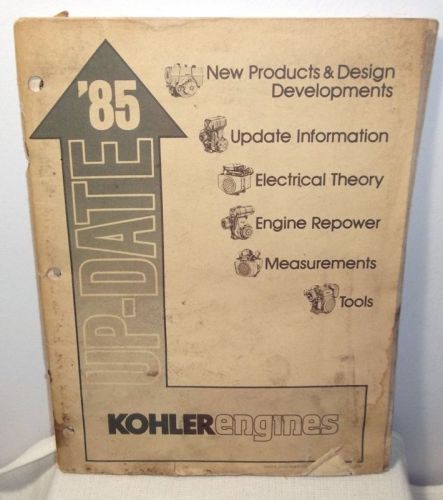 '85
UP-DATE
New Products & Design
Developments
Update Information
Electrical Theory
Engine Repower
Measurements
Tools
KOHLERengines